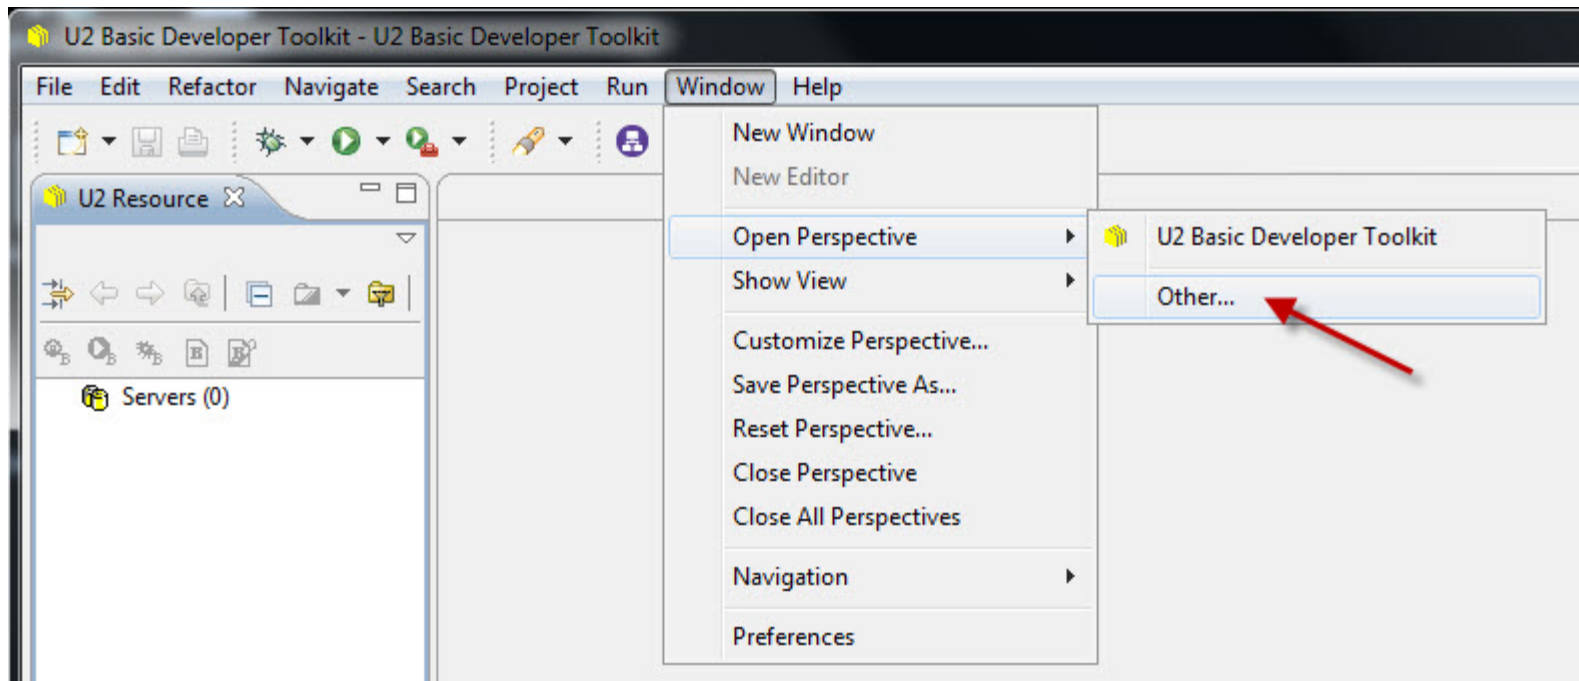 U2 Basic Developer Toolkit - U2 Basic Developer Toolkit
File Edit Refactor Navigate Search Project Run Window Help
New Window
New Editor
U2 Resource
Open Perspective
U2 Basic Developer Toolkit
Show View
Other...
Customize Perspective...
Save Perspective As...
Servers (0)
Reset Perspective...
Close Perspective
Close All Perspectives
Navigation
Preferences